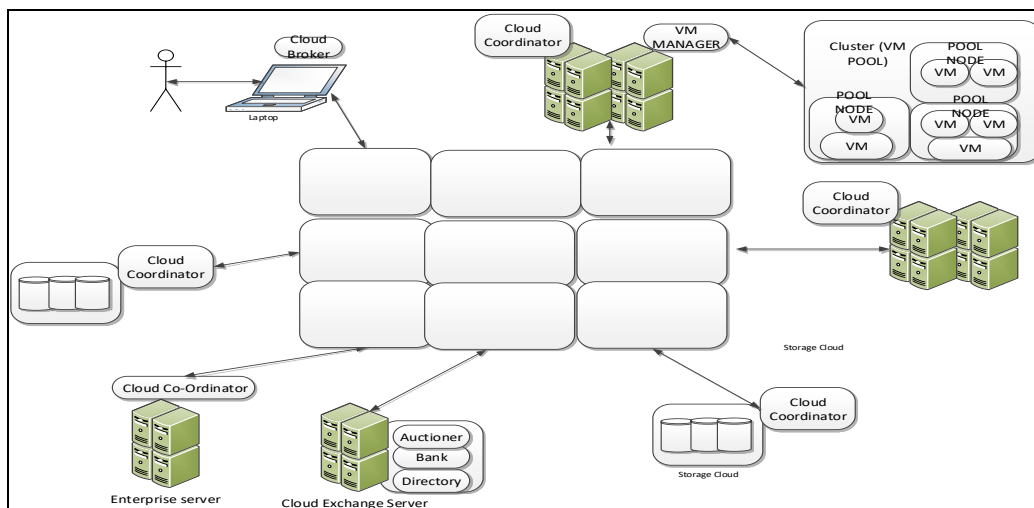 Cloud
Broker
Laptop
Cloud
Coordinator
VM
MANAGER
Cluster (VM
POOL)
POOL
NODE
VM
VM
POOL
NODE
VM
VM
POOL
NODE
VM
VM
VM
Cloud
Coordinator
Cloud
Coordinator
Storage Cloud
Cloud Co-Ordinator
Enterprise server
Auctioner
Bank
Directory
Cloud Exchange Server
Cloud
Coordinator
Storage Cloud